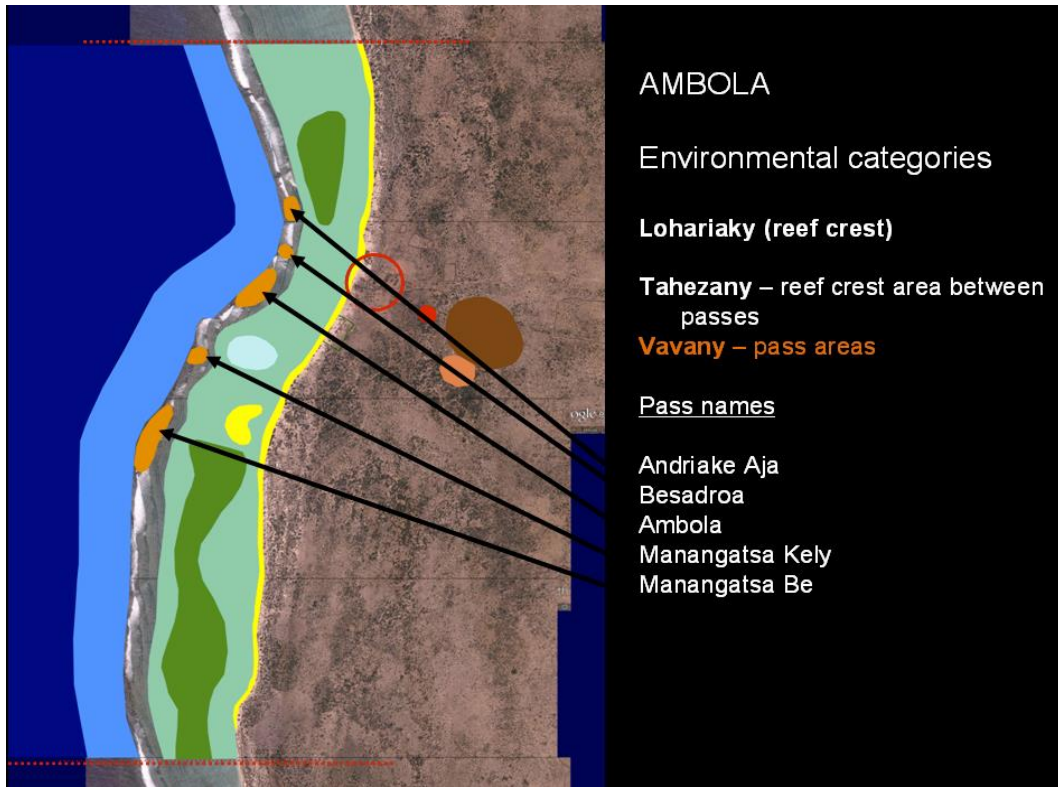 AMBOLA
Environmental categories
Lohariaky (reef crest)
Tahezany – reef crest area between
passes
Vavany – pass areas
Pass names
ogle
Andriake Aja
Besadroa
Ambola
Manangatsa Kely
Manangatsa Be